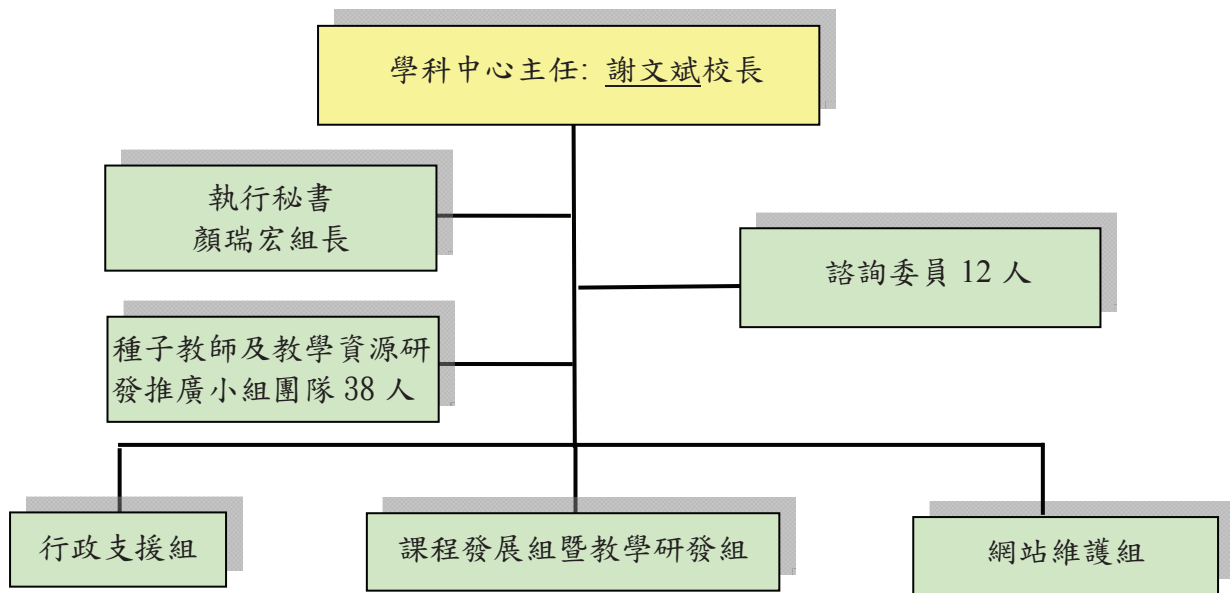 學科中心主任: 謝文斌校長
執行秘書
顏瑞宏組長
諮詢委員 12 人
種子教師及教學資源研
發推廣小組團隊 38 人
行政支援組
課程發展組暨教學研發組
網站維護組